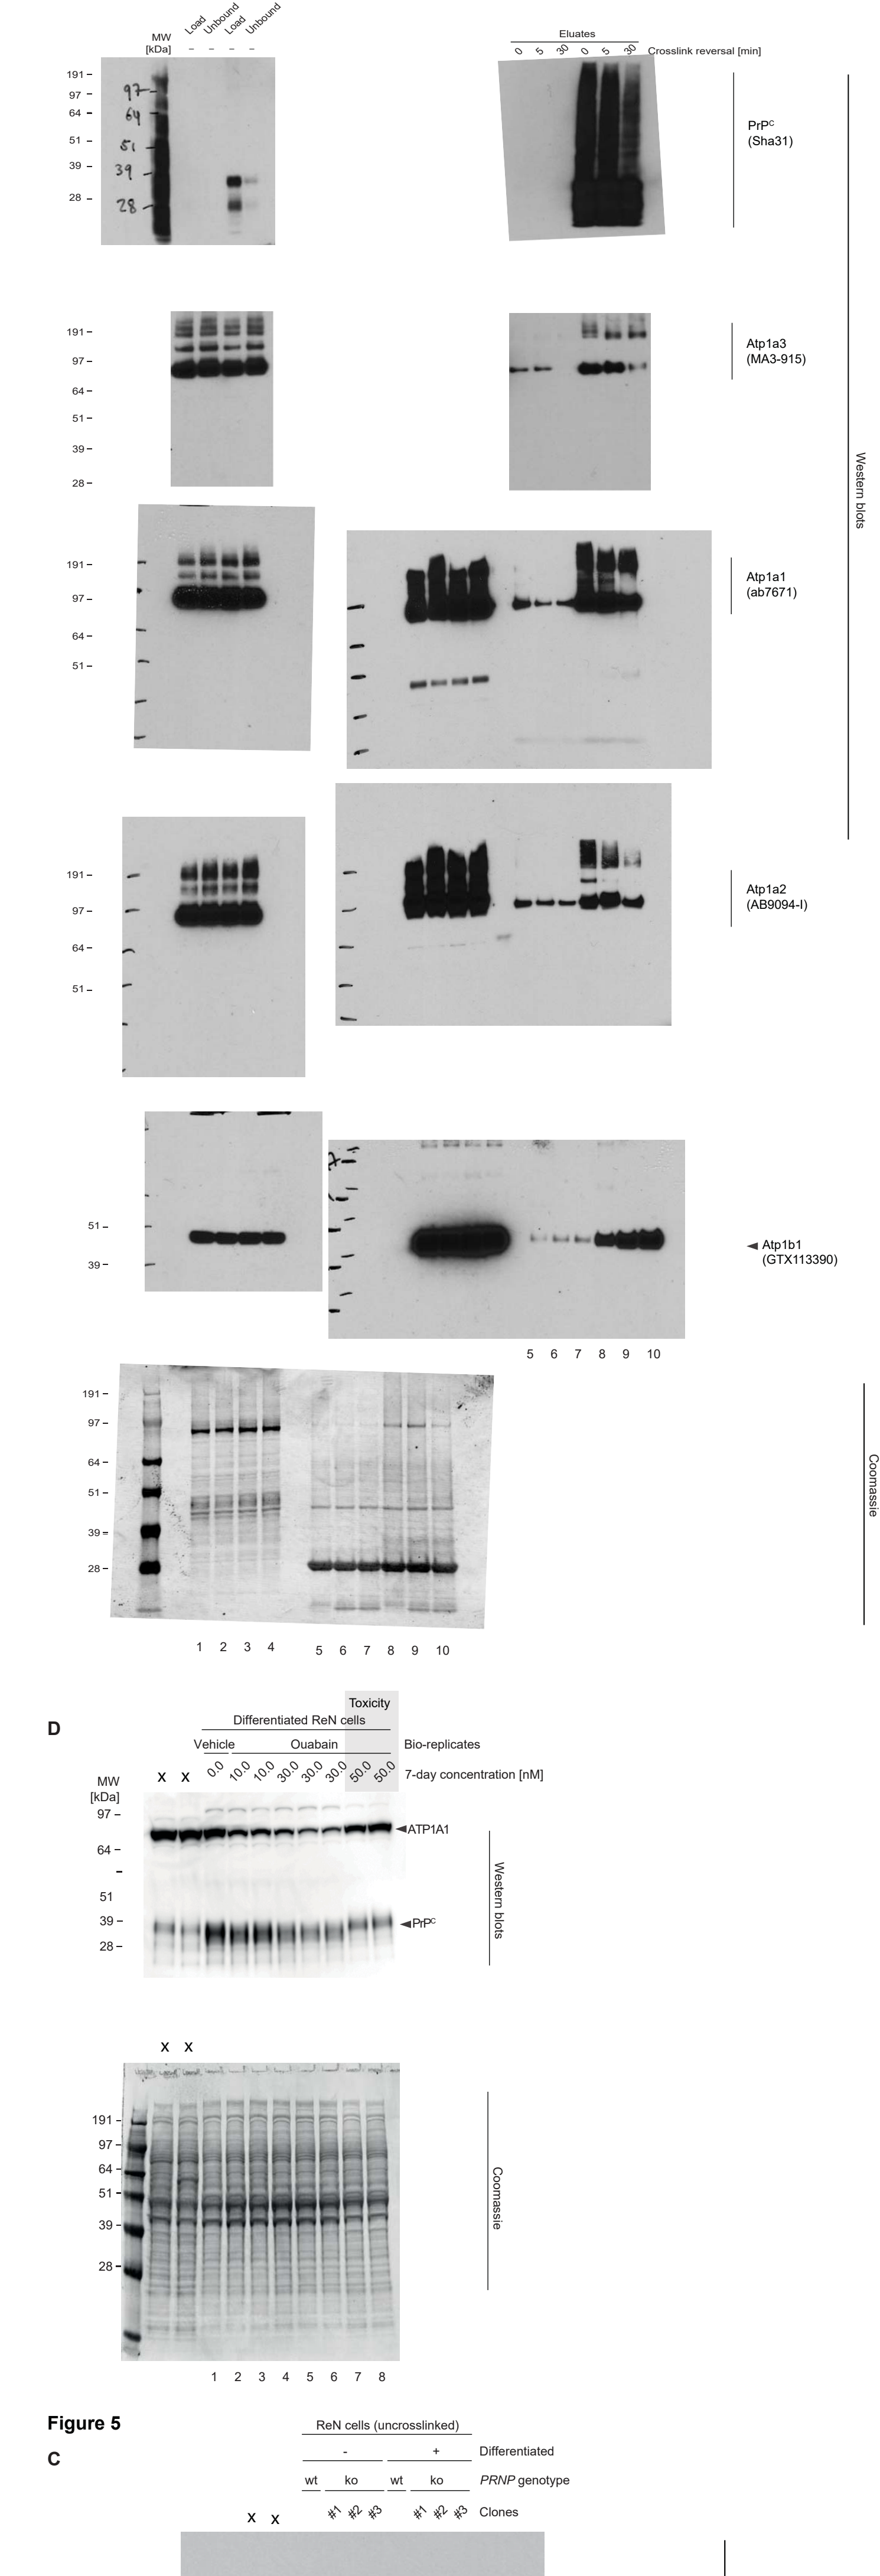 Load
Unbound
Load
Unbound
MW
[kDa]
– – – –
191
97
64
51
39
28
97
64
51
39
28
Eluates
0 5 30 0 5 30 Crosslink reversal [min]
PrPC
(Sha31)
191
97
64
51
39
28
Atp1a3
(MA3-915)
191
97
64
51
Atp1a1
(ab7671)
Western blots
191
97
64
51
Atp1a2
(AB9094-I)
51
39
Atp1b1
(GTX113390)
5 6 7 8 9 10
191
97
64
51
39
28
Coomassie
1 2 3 4 5 6 7 8 9 10
D
Toxicity
Differentiated ReN cells
Vehicle Ouabain Bio-replicates
x x 0.0 10.0 10.0 30.0 30.0 30.0 50.0 50.0 7-day concentration [nM]
MW
[kDa]
97
64
51
39
28
ATP1A1
PrPC
Western blots
x x
191
97
64
51
39
28
Coomassie
1 2 3 4 5 6 7 8
Figure 5
C
ReN cells (uncrosslinked)
- + Differentiated
wt ko wt ko PRNP genotype
x x #1 #2 #3 #1 #2 #3 Clones